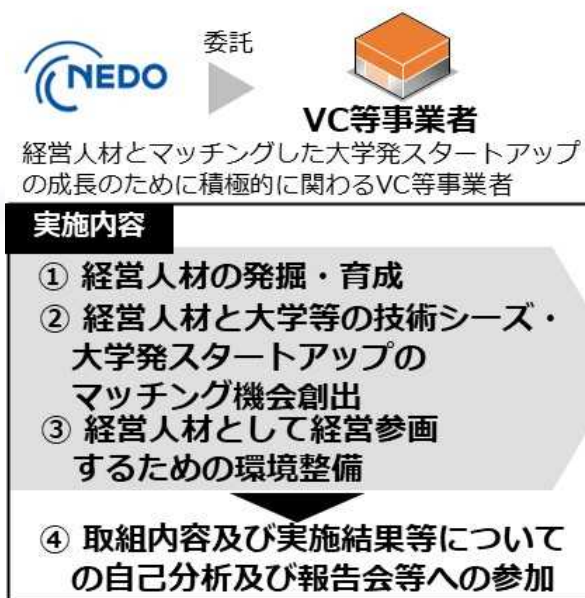 委託
NEDO
VC等事業者
経営人材とマッチングした大学発スタートアップ
の成長のために積極的に関わるVC等事業者
実施内容
① 経営人材の発掘・育成
② 経営人材と大学等の技術シーズ・
大学発スタートアップの
マッチング機会創出
③ 経営人材として経営参画
するための環境整備
④ 取組内容及び実施結果等について
の自己分析及び報告会等への参加